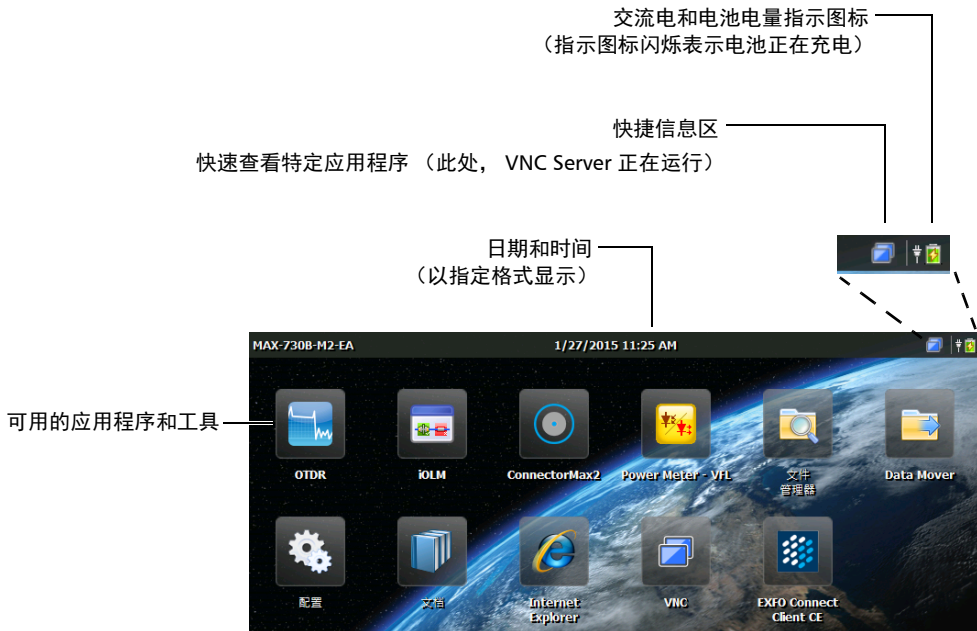 交流电和电池电量指示图标
（指示图标闪烁表示电池正在充电）
快捷信息区
快速查看特定应用程序 （此处， VNC Server 正在运行）
日期和时间
（以指定格式显示）
MAX-730B-M2-EA
1/27/2015 11:25 AM
可用的应用程序和工具
OTDR
iOLM
ConnectorMax2
Power Meter - VFL
文件
管理器
Data Mover
配置
文档
Internet
Explorer
VNC
EXFO Connect
Client CE